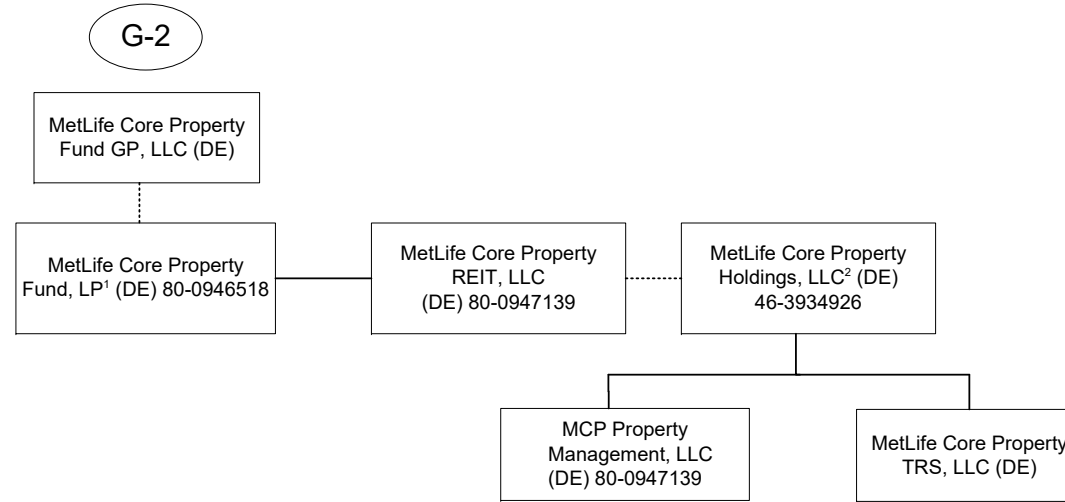 G-2
MetLife Core Property
Fund GP, LLC (DE)
MetLife Core Property
Fund, LP¹ (DE) 80-0946518
MetLife Core Property
REIT, LLC
(DE) 80-0947139
MetLife Core Property
Holdings, LLC² (DE)
46-3934926
MCP Property
Management, LLC
(DE) 80-0947139
MetLife Core Property
TRS, LLC (DE)